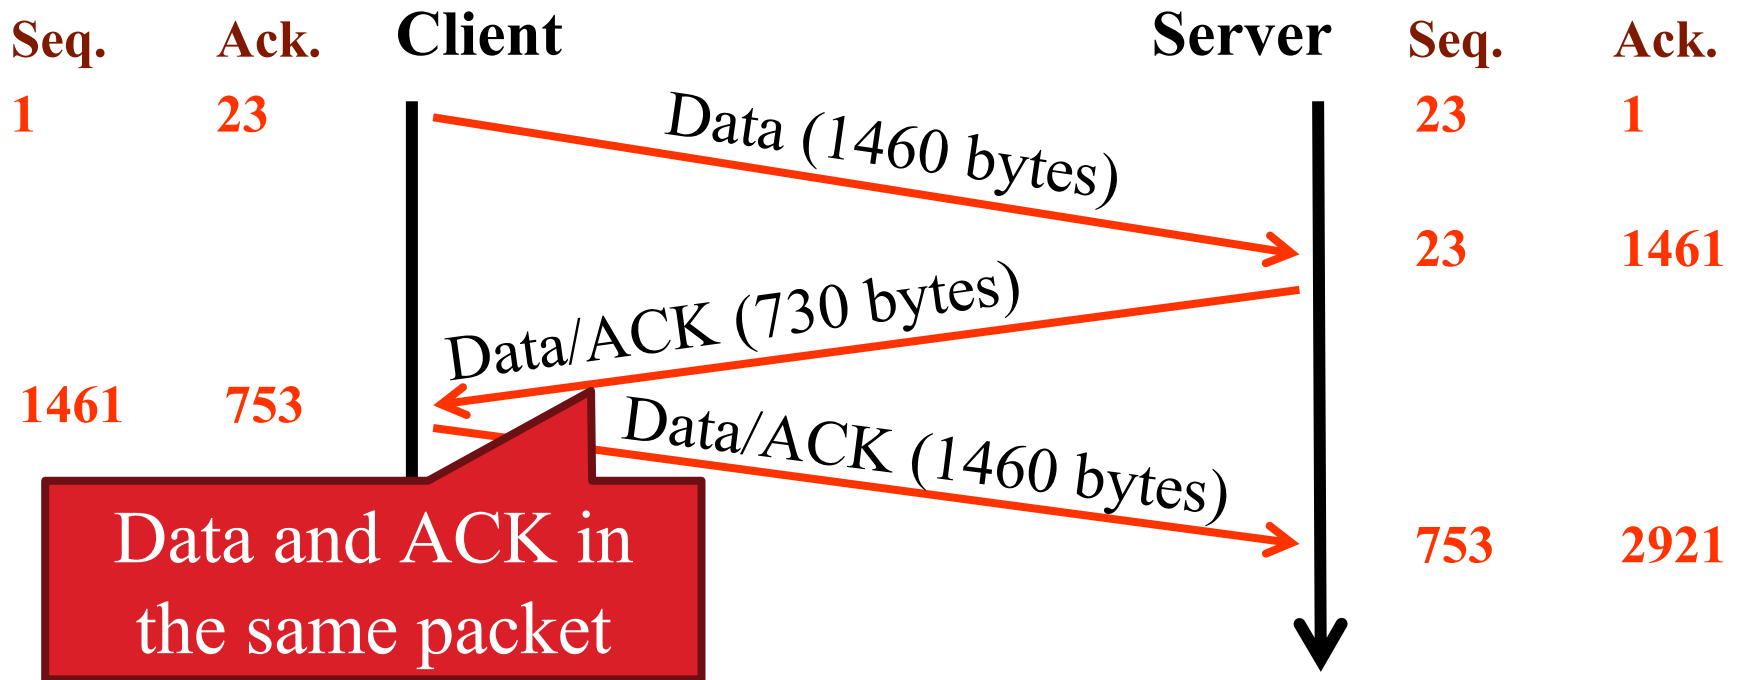 Seq. Ack. Client Server Seq. Ack.
1 23 Data (1460 bytes) 23 1
23 1461
Data/ACK (730 bytes)
1461 753 Data/ACK (1460 bytes)
Data and ACK in
the same packet
753 2921